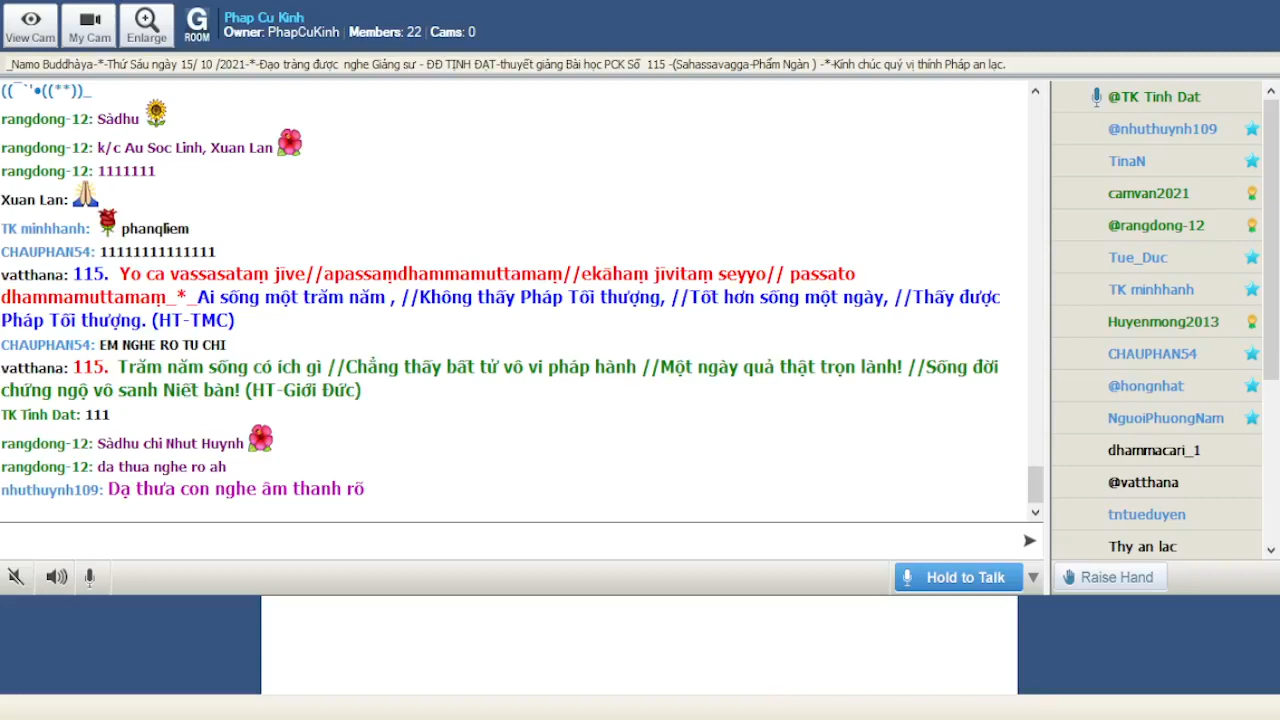 View Cam
My Cam
Enlarge
G
ROOM
Phap Cu Kinh
Owner: PhapCuKinh | Members: 22 | Cams: 0
_Namo Buddhàya-*-Thứ Sáu ngày 15/ 10 /2021-*-Đạo tràng được nghe Giảng sư - ĐĐ TỊNH ĐẠT-thuyết giảng Bài học PCK Số 115 -(Sahassavagga-Phẩm Ngàn ) -*-Kính chúc quý vị thính Pháp an lạc.
((¯`'•((**))_
rangdong-12: Sàdhu
rangdong-12: k/c Au Soc Linh, Xuan Lan
rangdong-12: 1111111
Xuan Lan:
TK minhhanh: phanqliem
CHAUPHAN54: 11111111111111
vatthana: 115. Yo ca vassasataṃ jīve//apassaṃdhammamuttamaṃ//ekāhaṃ jīvitaṃ seyyo// passato
dhammamuttamaṃ_*_Ai sống một trăm năm , //Không thấy Pháp Tối thượng, //Tốt hơn sống một ngày, //Thấy được
Pháp Tối thượng. (HT-TMC)
CHAUPHAN54: EM NGHE RO TU CHI
vatthana: 115. Trăm năm sống có ích gì //Chẳng thấy bất tử vô vi pháp hành //Một ngày quả thật trọn lành! //Sống đời
chứng ngộ vô sanh Niết bàn! (HT-Giới Đức)
TK Tinh Dat: 111
rangdong-12: Sàdhu chi Nhut Huynh
rangdong-12: da thua nghe ro ah
nhuthuynh109: Dạ thưa con nghe âm thanh rõ
@TK Tinh Dat
@nhuthuynh109
TinaN
camvan2021
@rangdong-12
Tue_Duc
TK minhhanh
Huyenmong2013
CHAUPHAN54
@hongnhat
NguoiPhuongNam
dhammacari_1
@vatthana
tntueduyen
Thy an lac
Hold to Talk
Raise Hand